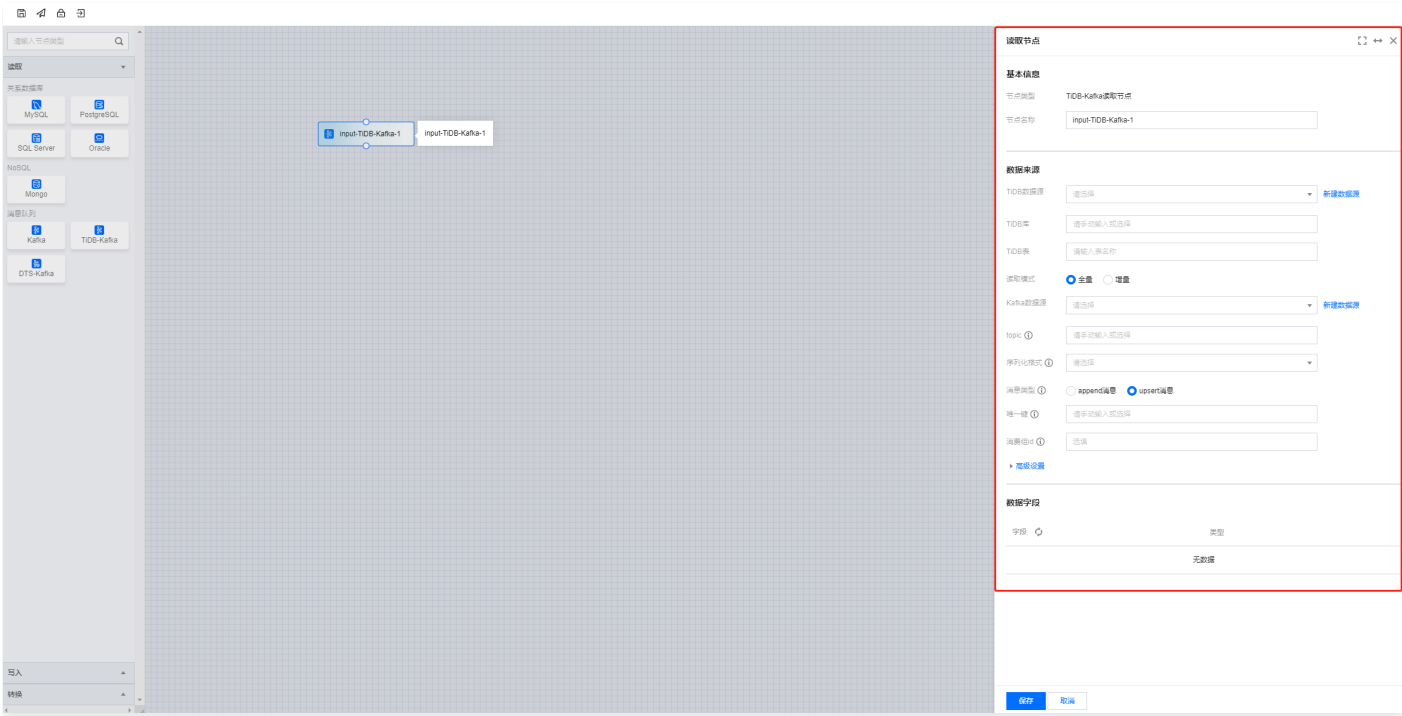 请输入节点类型
读取
关系数据库
MySQL
PostgreSQL
SQL Server
Oracle
NoSQL
Mongo
消息队列
Kafka
TiDB-Kafka
DTS-Kafka
写入
转换
input-TiDB-Kafka-1
input-TiDB-Kafka-1
读取节点
基本信息
节点类型 TiDB-Kafka读取节点
节点名称 input-TiDB-Kafka-1
数据来源
TiDB数据源 请选择 新建数据源
TiDB库 请手动输入或选择
TiDB表 请输入表名称
读取模式 全量 增量
Kafka数据源 请选择 新建数据源
topic 请手动输入或选择
序列化格式 请选择
消息类型 append消息 upsert消息
唯一键 请手动输入或选择
消费组id 选填
高级设置
数据字段
字段 类型
无数据
保存 取消